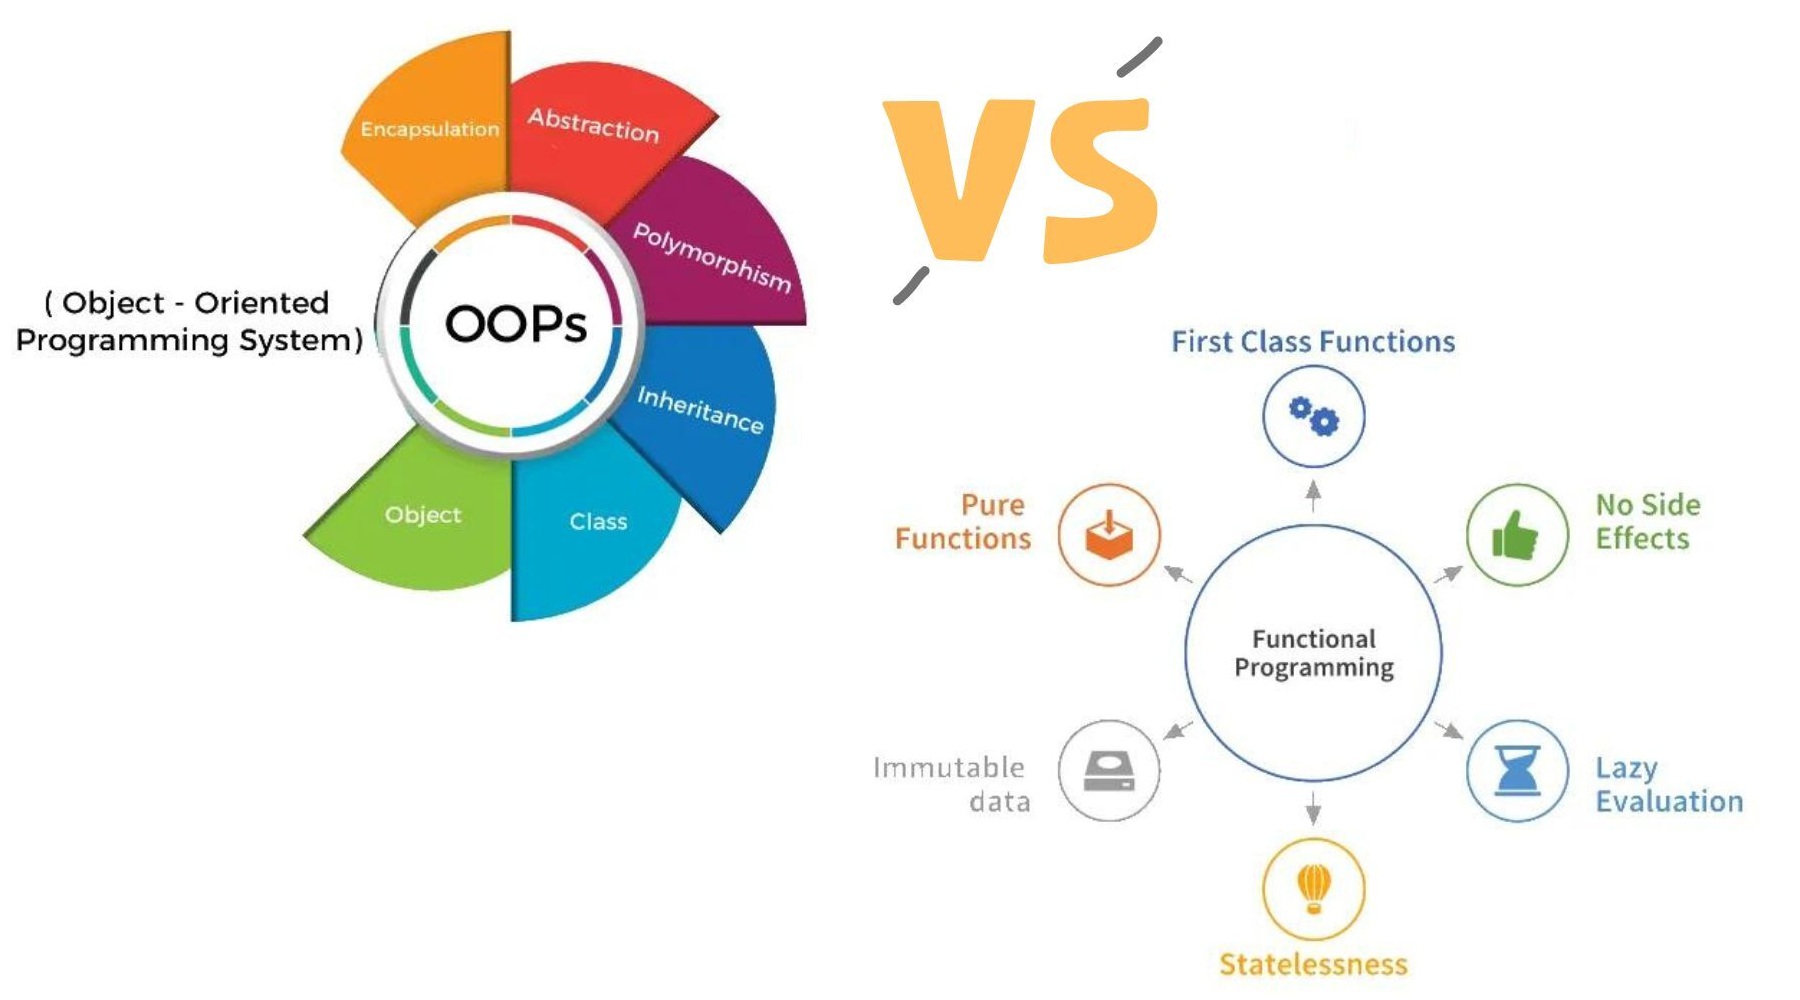 Encapsulation
Abstraction
Polymorphism
( Object - Oriented
Programming System)
OOPs
Inheritance
Object
Class
VS
First Class Functions
Pure
Functions
No Side
Effects
Functional
Programming
Immutable
data
Lazy
Evaluation
Statelessness